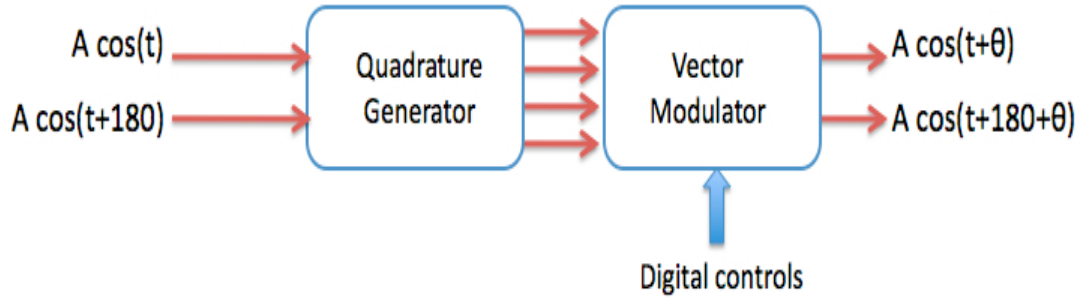 A cos(t)
A cos(t+180)
Quadrature
Generator
Vector
Modulator
A cos(t+θ)
A cos(t+180+θ)
Digital controls